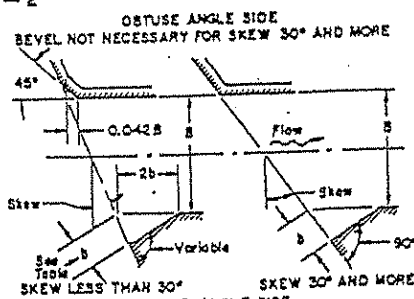 OBTUSE ANGLE SIDE
BEVEL NOT NECESSARY FOR SKEW 30° AND MORE
45°
0.042B
B
B
Flow
2b
Skew
Skew
b
See
Table
b
Variable
90°
SKEW LESS THAN 30°
SKEW 30° AND MORE